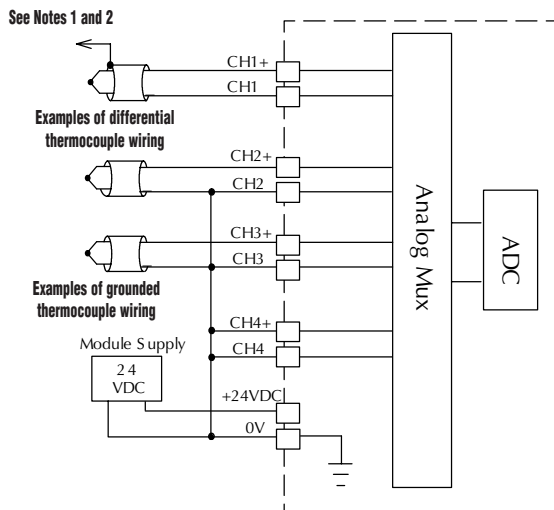 See Notes 1 and 2
CH1+
CH1
Examples of differential
thermocouple wiring
CH2+
CH2
CH3+
CH3
Examples of grounded
thermocouple wiring
CH4+
CH4
Module Supply
24
VDC
+24VDC
0V
Analog Mux
ADC